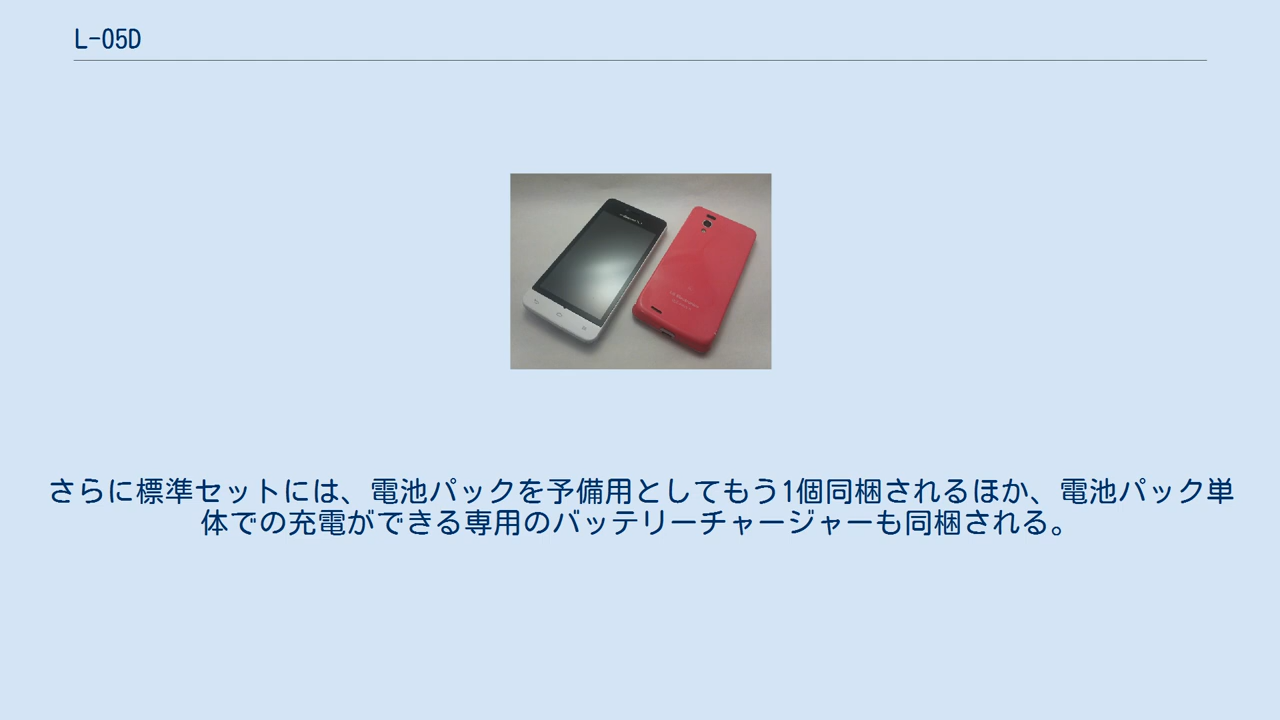 L-05D
さらに標準セットには、電池パックを予備用としてもう1個同梱されるほか、電池パック単
体での充電ができる専用のバッテリーチャージャーも同梱される。